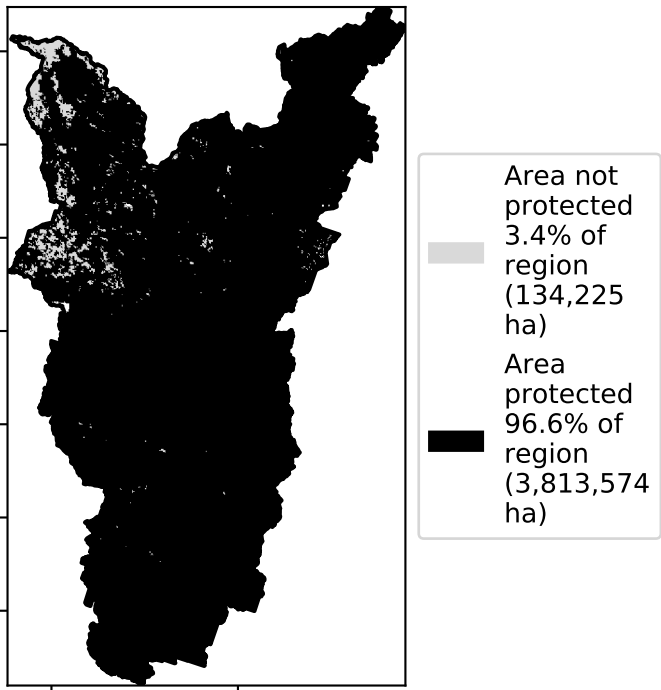 Area not
protected
3.4% of
region
(134,225
ha)
Area
protected
96.6% of
region
(3,813,574
ha)